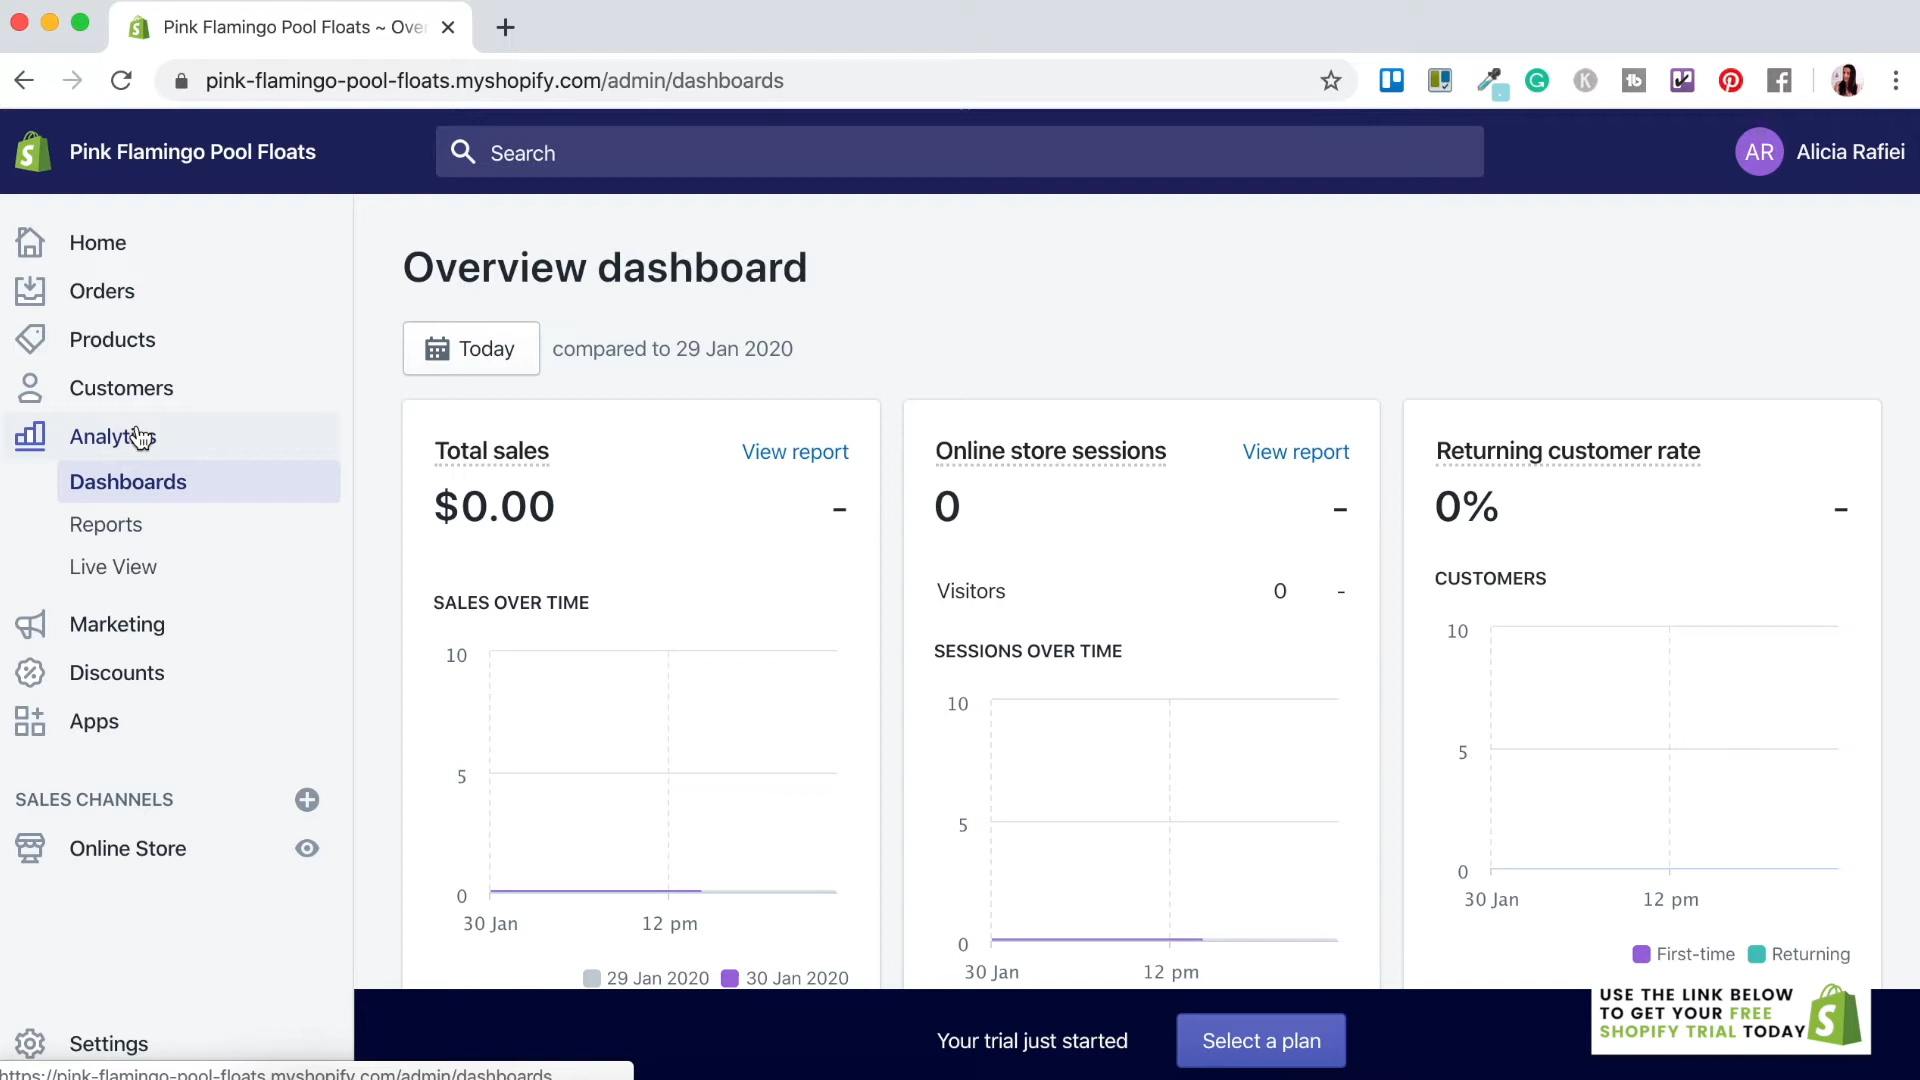 Pink Flamingo Pool Floats ~ Over
pink-flamingo-pool-floats.myshopify.com/admin/dashboards
Pink Flamingo Pool Floats
Search
AR
Alicia Rafiei
Home
Orders
Products
Customers
Analytics
Dashboards
Reports
Live View
Marketing
Discounts
Apps
SALES CHANNELS
Online Store
Settings
https://pink-flamingo-pool-floats.myshopify.com/admin/dashboards
Overview dashboard
Today
compared to 29 Jan 2020
Total sales
View report
$0.00
-
SALES OVER TIME
10
5
0
30 Jan
12 pm
29 Jan 2020
30 Jan 2020
Online store sessions
View report
0
-
Visitors
0
-
SESSIONS OVER TIME
10
5
0
30 Jan
12 pm
Returning customer rate
0%
-
CUSTOMERS
10
5
0
30 Jan
12 pm
First-time
Returning
Your trial just started
Select a plan
USE THE LINK BELOW
TO GET YOUR FREE
SHOPIFY TRIAL TODAY